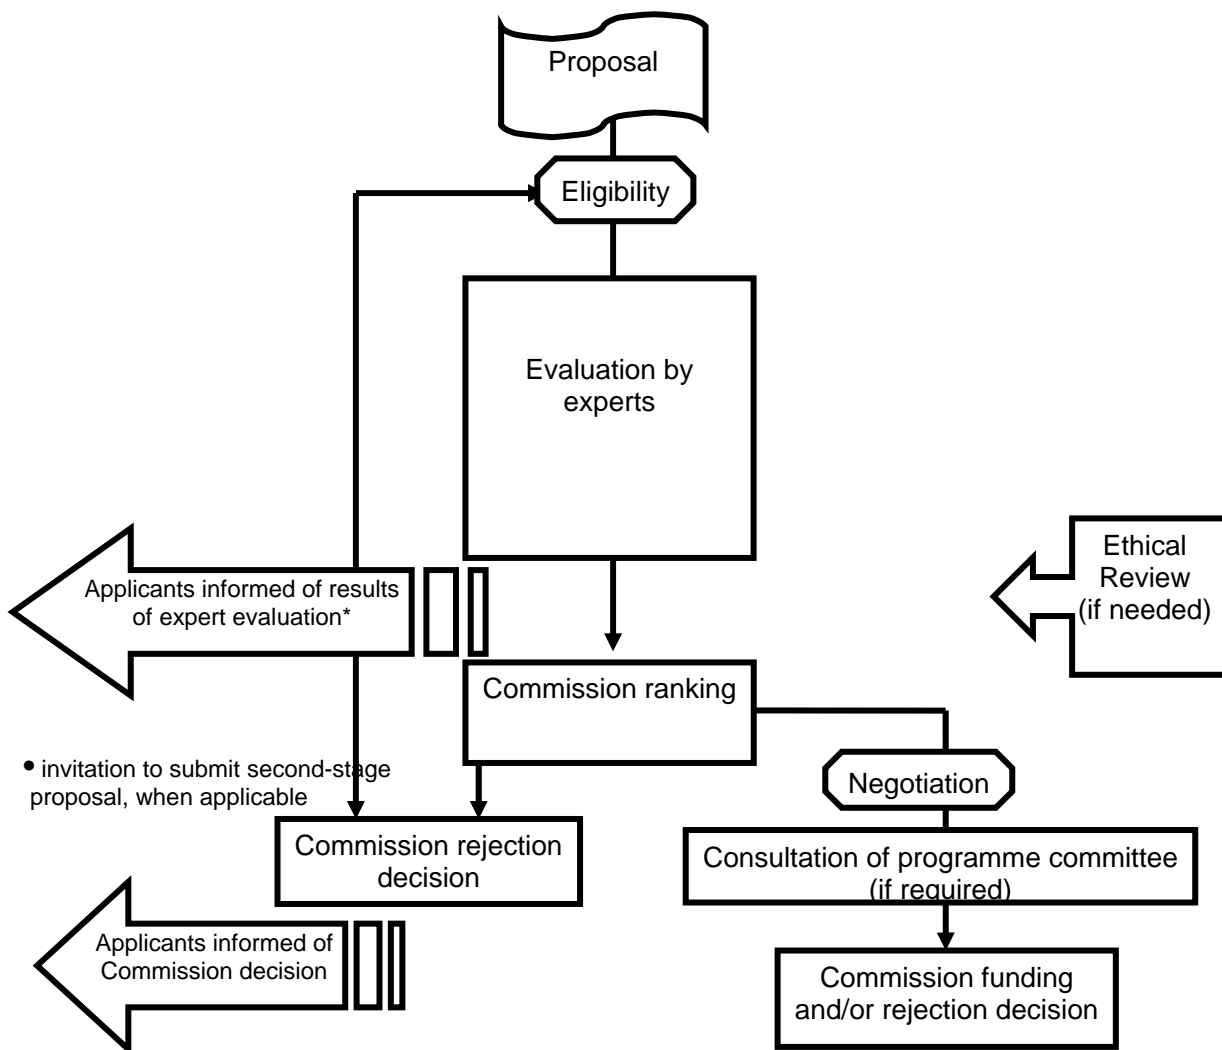 Proposal
Eligibility
Evaluation by
experts
Ethical
Review
(if needed)
Applicants informed of results
of expert evaluation*
Commission ranking
• invitation to submit second-stage
proposal, when applicable
Negotiation
Commission rejection
decision
Consultation of programme committee
(if required)
Applicants informed of
Commission decision
Commission funding
and/or rejection decision